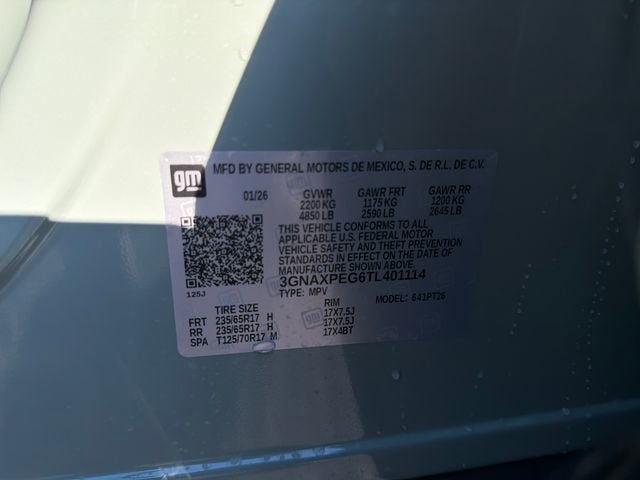 gm MFD BY GENERAL MOTORS DE MEXICO, S. DE R.L. DE C.V.
01/26 GVWR GAWR FRT GAWR RR
2200 KG 1175 KG 1200 KG
4850 LB 2590 LB 2645 LB
THIS VEHICLE CONFORMS TO ALL
APPLICABLE U.S. FEDERAL MOTOR
VEHICLE SAFETY AND THEFT PREVENTION
STANDARDS IN EFFECT ON THE DATE OF
MANUFACTURE SHOWN ABOVE.
3GNAXPEG6TL401114
125J TYPE: MPV MODEL: 641PT26
TIRE SIZE RIM
FRT 235/65R17 H 17X7.5J
RR 235/65R17 H 17X7.5J
SPA T125/70R17 M 17X4BT